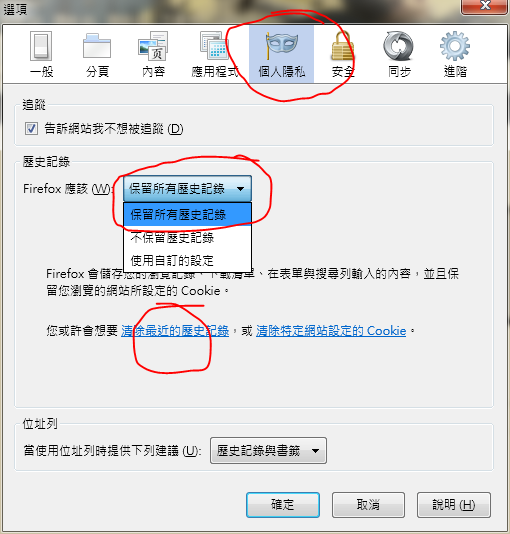 選項
一般
分頁
內容
應用程式
個人隱私
安全
同步
進階
追蹤
告訴網站我不想被追蹤 (D)
歷史記錄
Firefox 應該 (W): 保留所有歷史記錄
保留所有歷史記錄
不保留歷史記錄
使用自訂的設定
Firefox 會儲存您的瀏覽記錄、下載清單、在表單與搜尋列輸入的內容，並且保
留您瀏覽的網站所設定的 Cookie。
您或許會想要 清除最近的歷史記錄，或 清除特定網站設定的 Cookie。
位址列
當使用位址列時提供下列建議 (U): 歷史記錄與書籤
確定
取消
說明 (H)